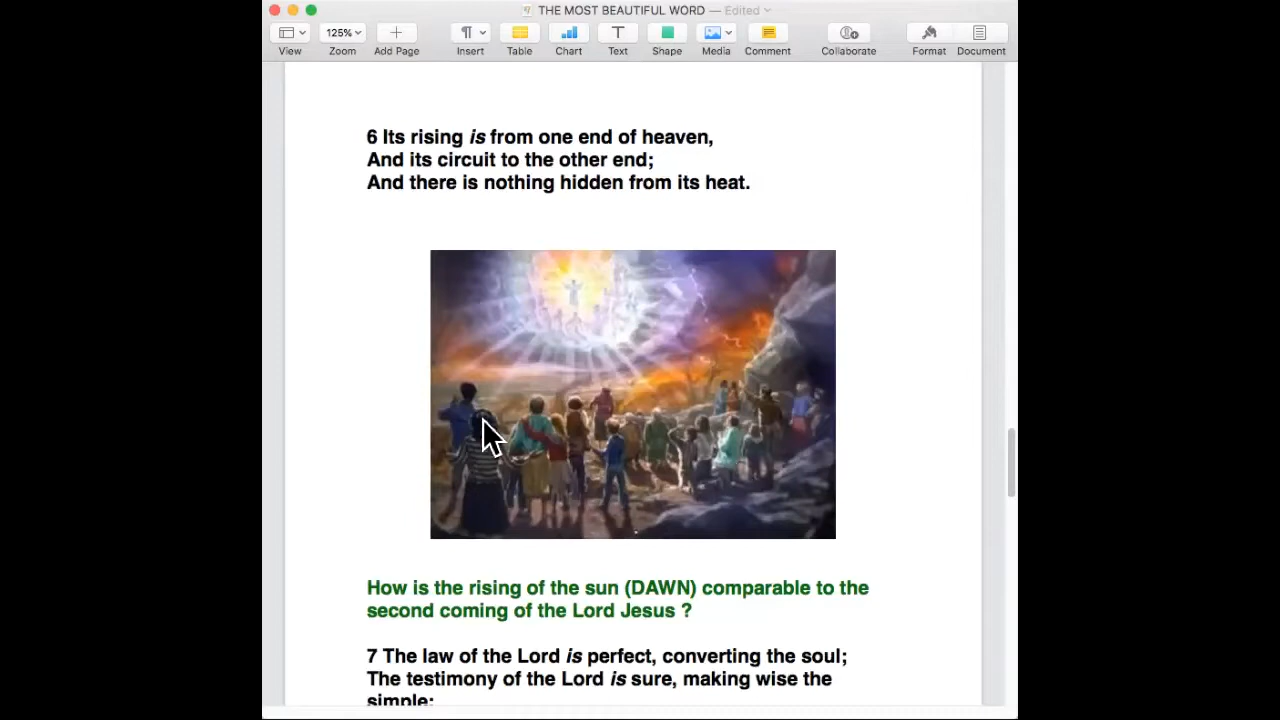 THE MOST BEAUTIFUL WORD — Edited
125%
View
Zoom
Add Page
Insert
Table
Chart
Text
Shape
Media
Comment
Collaborate
Format
Document
6 Its rising is from one end of heaven,
And its circuit to the other end;
And there is nothing hidden from its heat.
How is the rising of the sun (DAWN) comparable to the
second coming of the Lord Jesus ?
7 The law of the Lord is perfect, converting the soul;
The testimony of the Lord is sure, making wise the
simple;